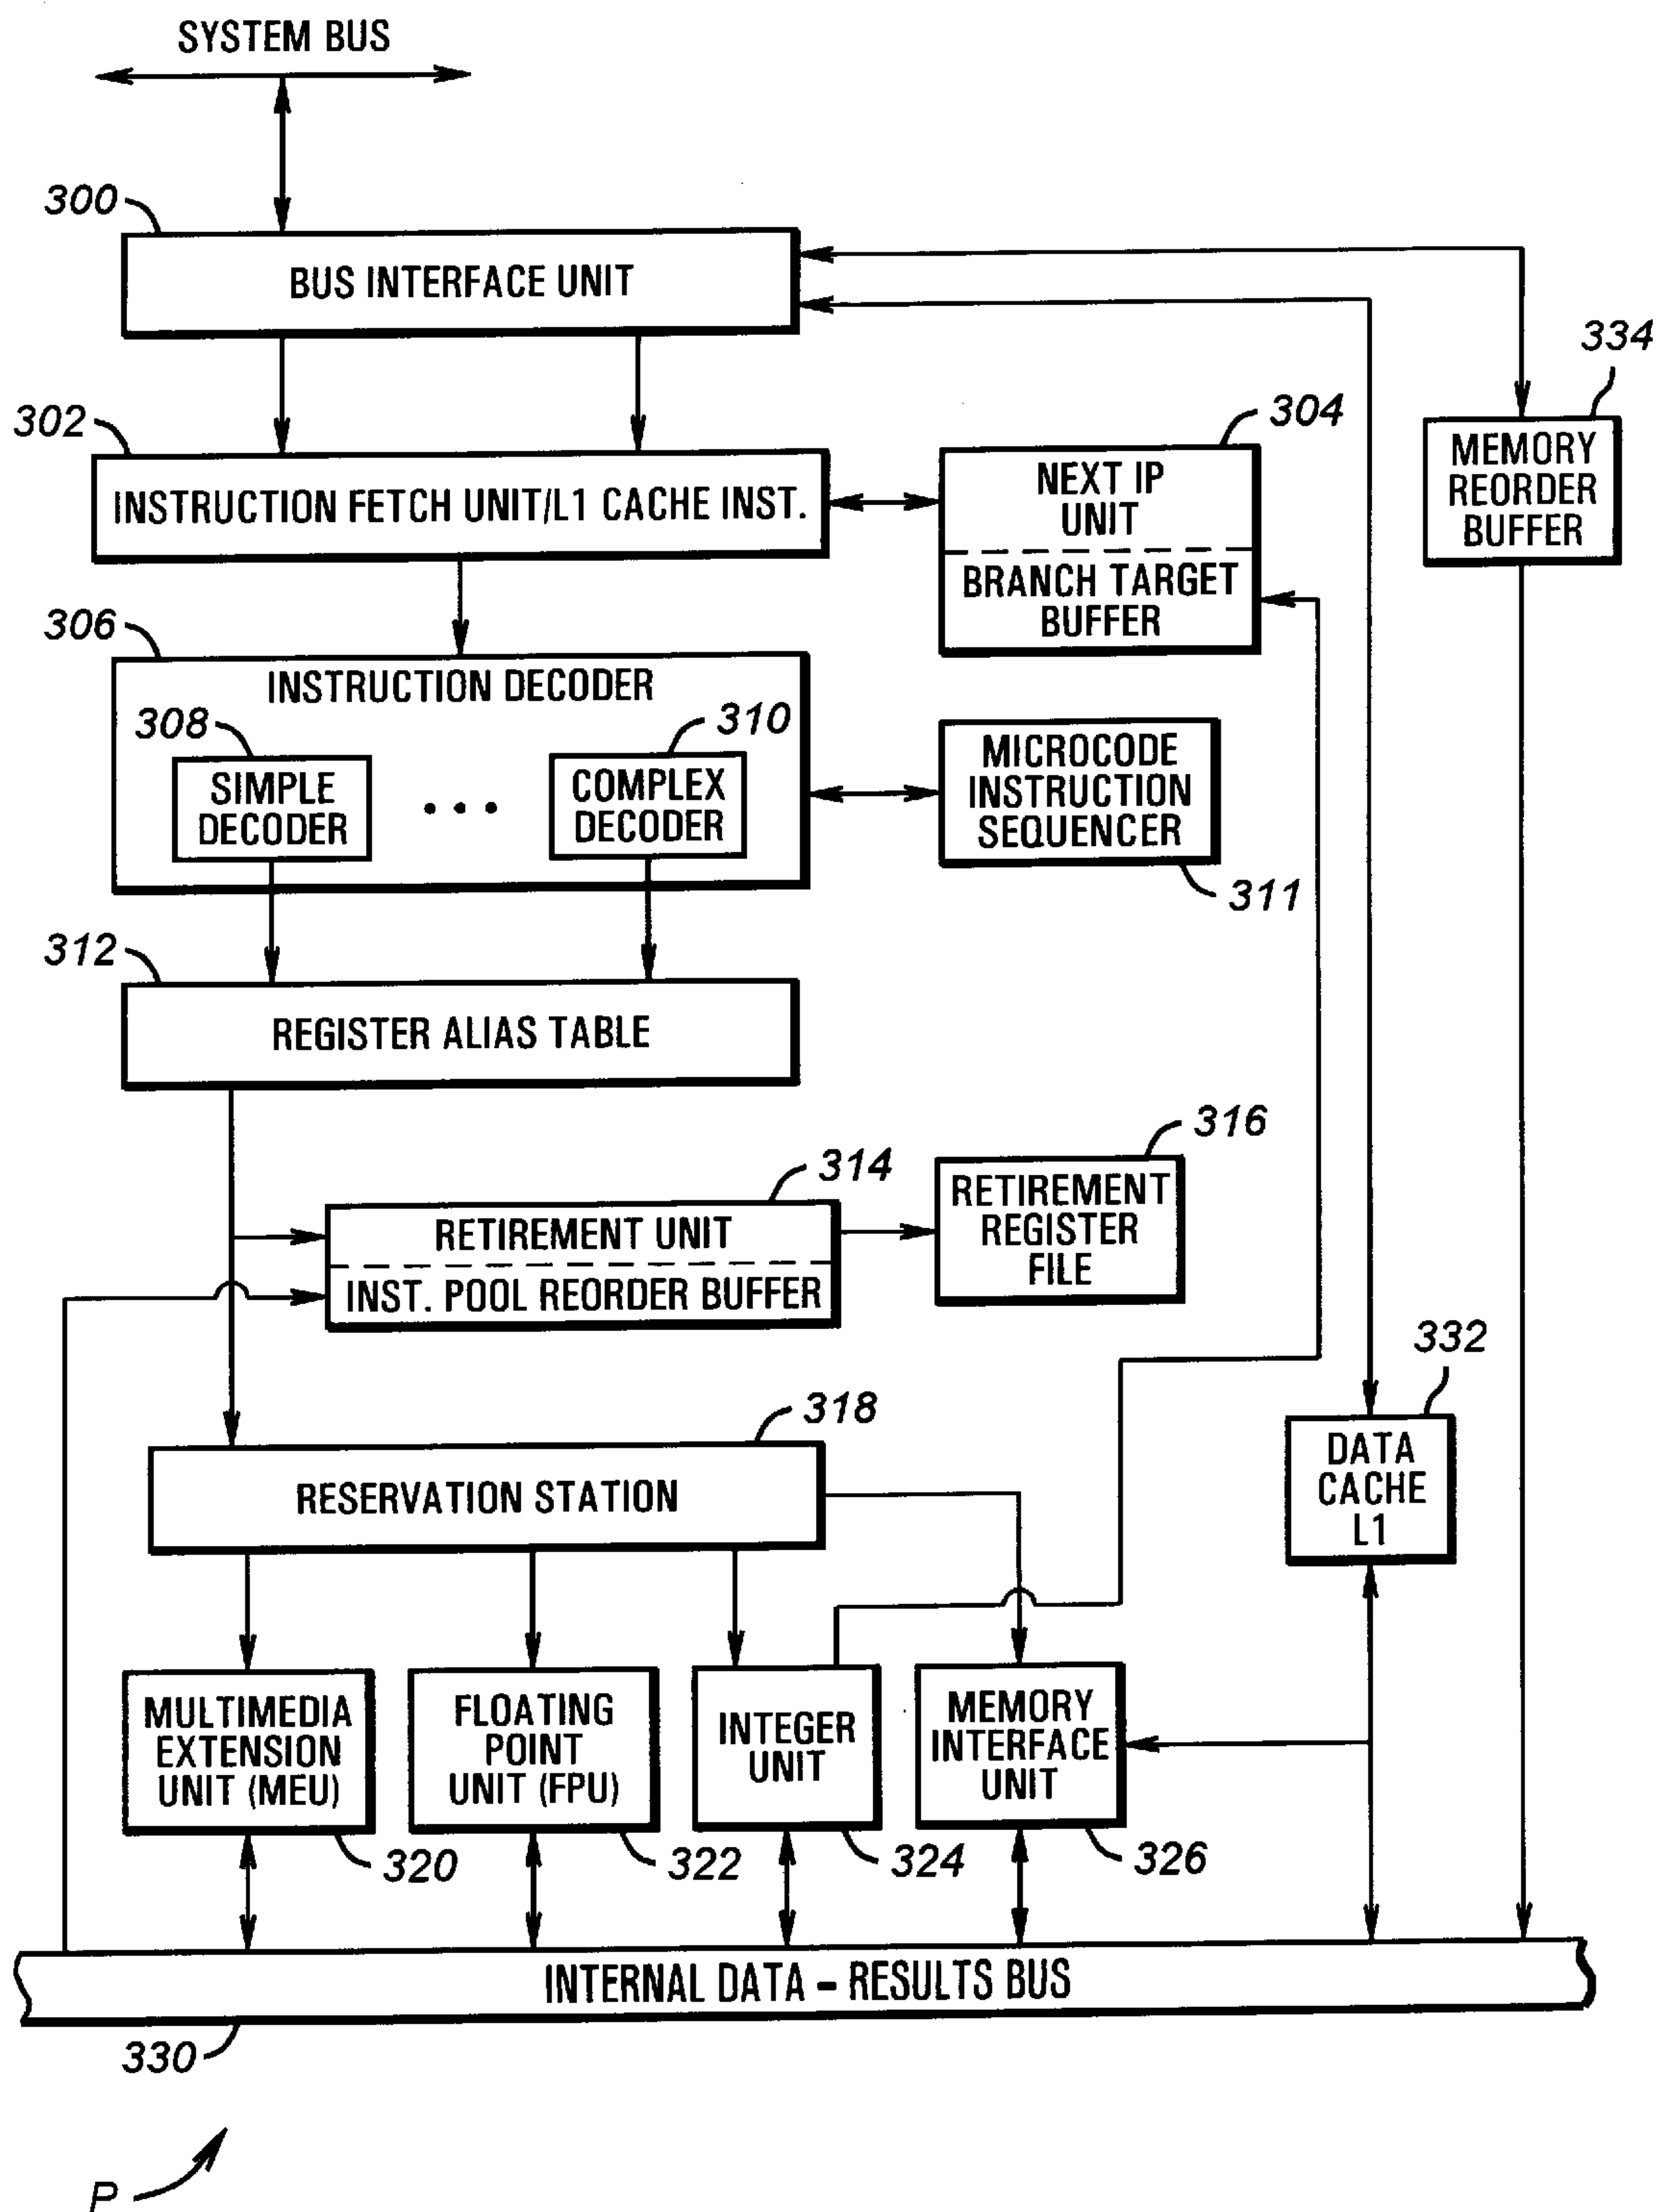 SYSTEM BUS
300
BUS INTERFACE UNIT
334
302
304
INSTRUCTION FETCH UNIT/L1 CACHE INST.
NEXT IP
UNIT
BRANCH TARGET
BUFFER
MEMORY
REORDER
BUFFER
306
INSTRUCTION DECODER
308
310
SIMPLE
DECODER
• • •
COMPLEX
DECODER
MICROCODE
INSTRUCTION
SEQUENCER
311
312
REGISTER ALIAS TABLE
314
316
RETIREMENT UNIT
INST. POOL REORDER BUFFER
RETIREMENT
REGISTER
FILE
332
318
RESERVATION STATION
DATA
CACHE
L1
MULTIMEDIA
EXTENSION
UNIT (MEU)
FLOATING
POINT
UNIT (FPU)
INTEGER
UNIT
MEMORY
INTERFACE
UNIT
320
322
324
326
INTERNAL DATA - RESULTS BUS
330
P